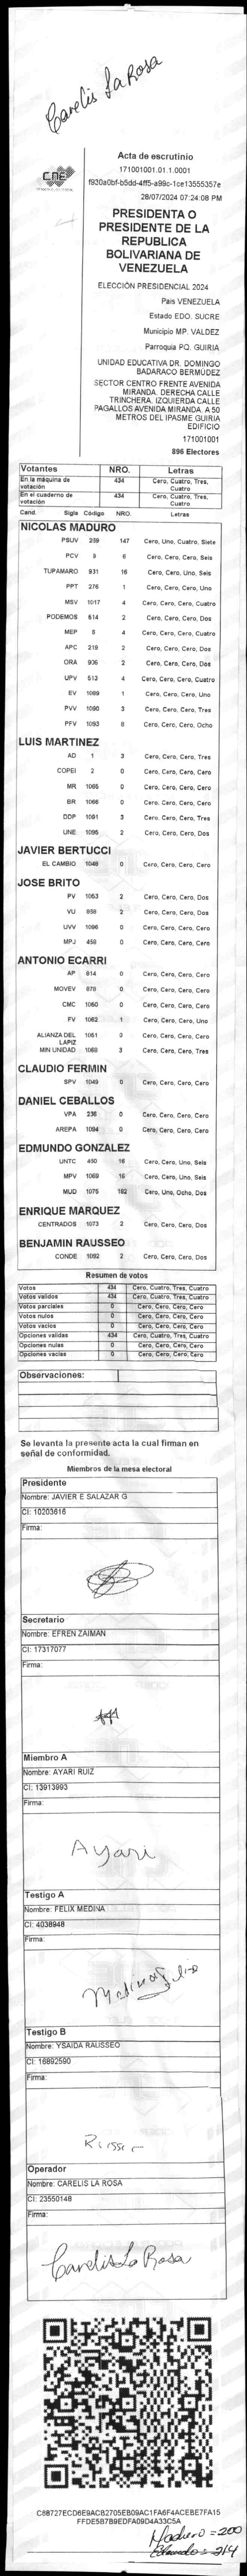 Carelis La Rosa
CNE
Acta de escrutinio
171001001.01.1.0001
f930a0bf-b5dd-4ff5-a99c-1ce13555357e
28/07/2024 07:24:08 PM
PRESIDENTA O
PRESIDENTE DE LA
REPUBLICA
BOLIVARIANA DE
VENEZUELA
ELECCIÓN PRESIDENCIAL 2024
Pais VENEZUELA
Estado EDO. SUCRE
Municipio MP. VALDEZ
Parroquia PQ. GUIRIA
UNIDAD EDUCATIVA DR. DOMINGO
BADARACO BERMÚDEZ
SECTOR CENTRO FRENTE AVENIDA
MIRANDA. DERECHA CALLE
TRINCHERA. IZQUIERDA CALLE
PAGALLOS AVENIDA MIRANDA. A 50
METROS DEL IPASME GUIRIA
EDIFICIO
171001001
896 Electores
Votantes NRO. Letras
En la máquina de votación 434 Cero, Cuatro, Tres, Cuatro
En el cuaderno de votación 434 Cero, Cuatro, Tres, Cuatro
Cand. Sigla Código NRO. Letras
NICOLAS MADURO
PSUV 259 147 Cero, Uno, Cuatro, Siete
PCV 9 6 Cero, Cero, Cero, Seis
TUPAMARO 931 16 Cero, Cero, Uno, Seis
PPT 276 1 Cero, Cero, Cero, Uno
MSV 1017 4 Cero, Cero, Cero, Cuatro
PODEMOS 614 2 Cero, Cero, Cero, Dos
MEP 5 4 Cero, Cero, Cero, Cuatro
APC 219 2 Cero, Cero, Cero, Dos
ORA 906 2 Cero, Cero, Cero, Dos
UPV 513 4 Cero, Cero, Cero, Cuatro
EV 1089 1 Cero, Cero, Cero, Uno
PVV 1090 3 Cero, Cero, Cero, Tres
PFV 1093 8 Cero, Cero, Cero, Ocho
LUIS MARTINEZ
AD 1 3 Cero, Cero, Cero, Tres
COPEI 2 0 Cero, Cero, Cero, Cero
MR 1065 0 Cero, Cero, Cero, Cero
BR 1066 0 Cero, Cero, Cero, Cero
DDP 1091 3 Cero, Cero, Cero, Tres
UNE 1095 2 Cero, Cero, Cero, Dos
JAVIER BERTUCCI
EL CAMBIO 1048 0 Cero, Cero, Cero, Cero
JOSE BRITO
PV 1053 2 Cero, Cero, Cero, Dos
VU 858 2 Cero, Cero, Cero, Dos
UVV 1096 0 Cero, Cero, Cero, Cero
MPJ 459 0 Cero, Cero, Cero, Cero
ANTONIO ECARRI
AP 814 0 Cero, Cero, Cero, Cero
MOVEV 878 0 Cero, Cero, Cero, Cero
CMC 1050 0 Cero, Cero, Cero, Cero
FV 1062 1 Cero, Cero, Cero, Uno
ALIANZA DEL LAPIZ 1051 0 Cero, Cero, Cero, Cero
MIN UNIDAD 1068 3 Cero, Cero, Cero, Tres
CLAUDIO FERMIN
SPV 1049 0 Cero, Cero, Cero, Cero
DANIEL CEBALLOS
VPA 236 0 Cero, Cero, Cero, Cero
AREPA 1094 0 Cero, Cero, Cero, Cero
EDMUNDO GONZALEZ
UNTC 450 16 Cero, Cero, Uno, Seis
MPV 1069 16 Cero, Cero, Uno, Seis
MUD 1075 182 Cero, Uno, Ocho, Dos
ENRIQUE MARQUEZ
CENTRADOS 1073 2 Cero, Cero, Cero, Dos
BENJAMIN RAUSSEO
CONDE 1092 2 Cero, Cero, Cero, Dos
Resumen de votos
Votos 434 Cero, Cuatro, Tres, Cuatro
Votos validos 434 Cero, Cuatro, Tres, Cuatro
Votos parciales 0 Cero, Cero, Cero, Cero
Votos nulos 0 Cero, Cero, Cero, Cero
Votos vacios 0 Cero, Cero, Cero, Cero
Opciones validas 434 Cero, Cuatro, Tres, Cuatro
Opciones nulas 0 Cero, Cero, Cero, Cero
Opciones vacias 0 Cero, Cero, Cero, Cero
Observaciones:
Se levanta la presente acta la cual firman en
señal de conformidad.
Miembros de la mesa electoral
Presidente
Nombre: JAVIER E SALAZAR G
CI: 10203616
Firma:
Secretario
Nombre: EFREN ZAIMAN
CI: 17317077
Firma:
Miembro A
Nombre: AYARI RUIZ
CI: 13913993
Firma:
Ayari
Testigo A
Nombre: FELIX MEDINA
CI: 4038948
Firma:
Medina Felix
Testigo B
Nombre: YSAIDA RAUSSEO
CI: 16892590
Firma:
Operador
Nombre: CARELIS LA ROSA
CI: 23550148
Firma:
Carelis La Rosa
C68727ECD6E9ACB2705EB09AC1FA6F4ACEBE7FA15
FFDE5B7B9EDFA09D4A33C5A
Maduro = 200
Edmundo = 214